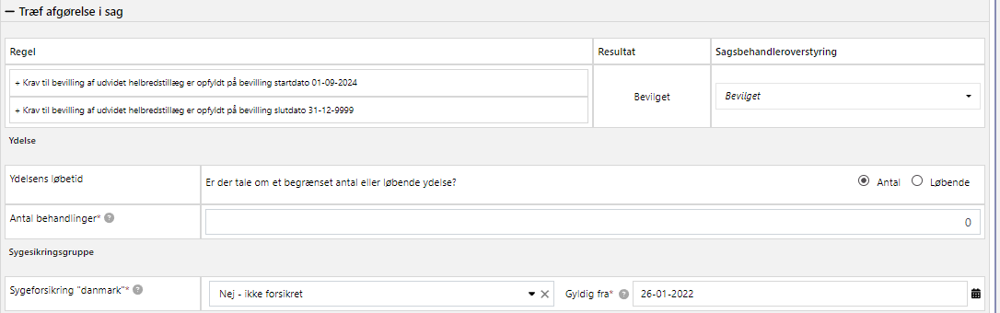 Træf afgørelse i sag
Regel Resultat Sagsbehandleroverstyring
+ Krav til bevilling af udvidet helbredstillæg er opfyldt på bevilling startdato 01-09-2024
Bevilget Bevilget
+ Krav til bevilling af udvidet helbredstillæg er opfyldt på bevilling slutdato 31-12-9999
Ydelse
Ydelsens løbetid Er der tale om et begrænset antal eller løbende ydelse? Antal Løbende
Antal behandlinger* ? 0
Sygesikringsgruppe
Sygeforsikring "danmark"* ? Nej - ikke forsikret Gyldig fra* ? 26-01-2022